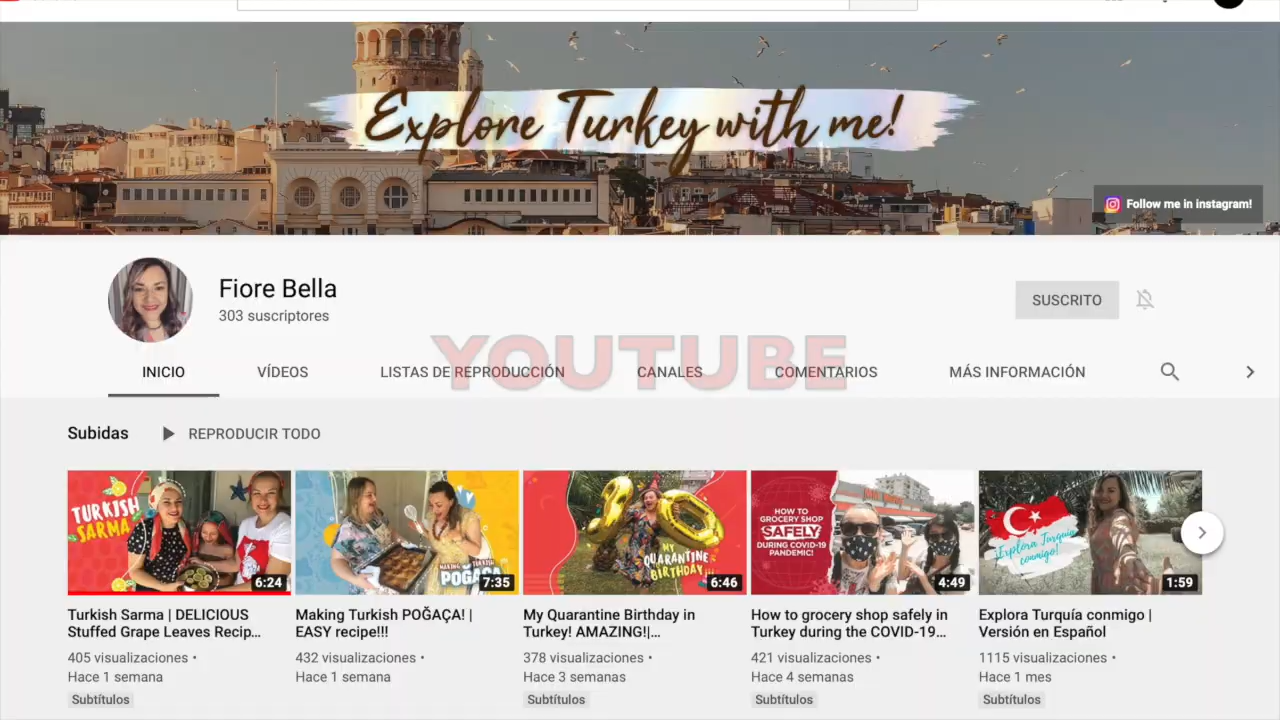 Explore Turkey with me!
Follow me in instagram!
Fiore Bella
303 suscriptores
SUSCRITO
YOUTUBE
INICIO
VÍDEOS
LISTAS DE REPRODUCCIÓN
CANALES
COMENTARIOS
MÁS INFORMACIÓN
Subidas
REPRODUCIR TODO
TURKISH
SARMA
6:24
MAKING TURKISH
POĞAÇA!
7:35
20
MY
QUARANTINE
BIRTHDAY
6:46
HOW TO
GROCERY SHOP
SAFELY
DURING COVID-19
PANDEMIC!
4:49
¡Explora Turquía
conmigo!
1:59
Turkish Sarma | DELICIOUS
Stuffed Grape Leaves Recip...
405 visualizaciones •
Hace 1 semana
Subtítulos
Making Turkish POĞAÇA! |
EASY recipe!!!
432 visualizaciones •
Hace 1 semana
My Quarantine Birthday in
Turkey! AMAZING!|...
378 visualizaciones •
Hace 3 semanas
Subtítulos
How to grocery shop safely in
Turkey during the COVID-19...
421 visualizaciones •
Hace 4 semanas
Subtítulos
Explora Turquía conmigo |
Versión en Español
1115 visualizaciones •
Hace 1 mes
Subtítulos